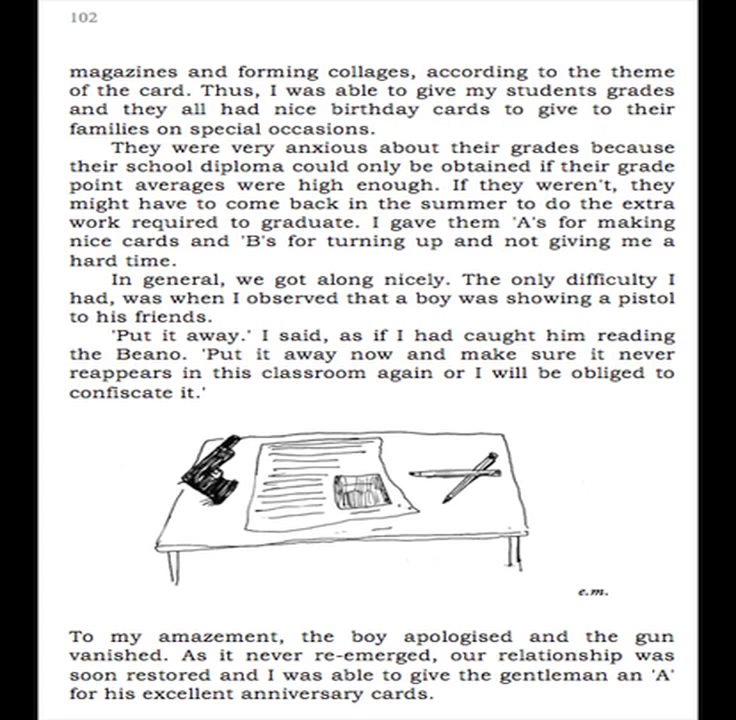 102
magazines and forming collages, according to the theme
of the card. Thus, I was able to give my students grades
and they all had nice birthday cards to give to their
families on special occasions.
They were very anxious about their grades because
their school diploma could only be obtained if their grade
point averages were high enough. If they weren't, they
might have to come back in the summer to do the extra
work required to graduate. I gave them 'A's for making
nice cards and 'B's for turning up and not giving me a
hard time.
In general, we got along nicely. The only difficulty I
had, was when I observed that a boy was showing a pistol
to his friends.
'Put it away.' I said, as if I had caught him reading
the Beano. 'Put it away now and make sure it never
reappears in this classroom again or I will be obliged to
confiscate it.'
e.m.
To my amazement, the boy apologised and the gun
vanished. As it never re-emerged, our relationship was
soon restored and I was able to give the gentleman an 'A'
for his excellent anniversary cards.